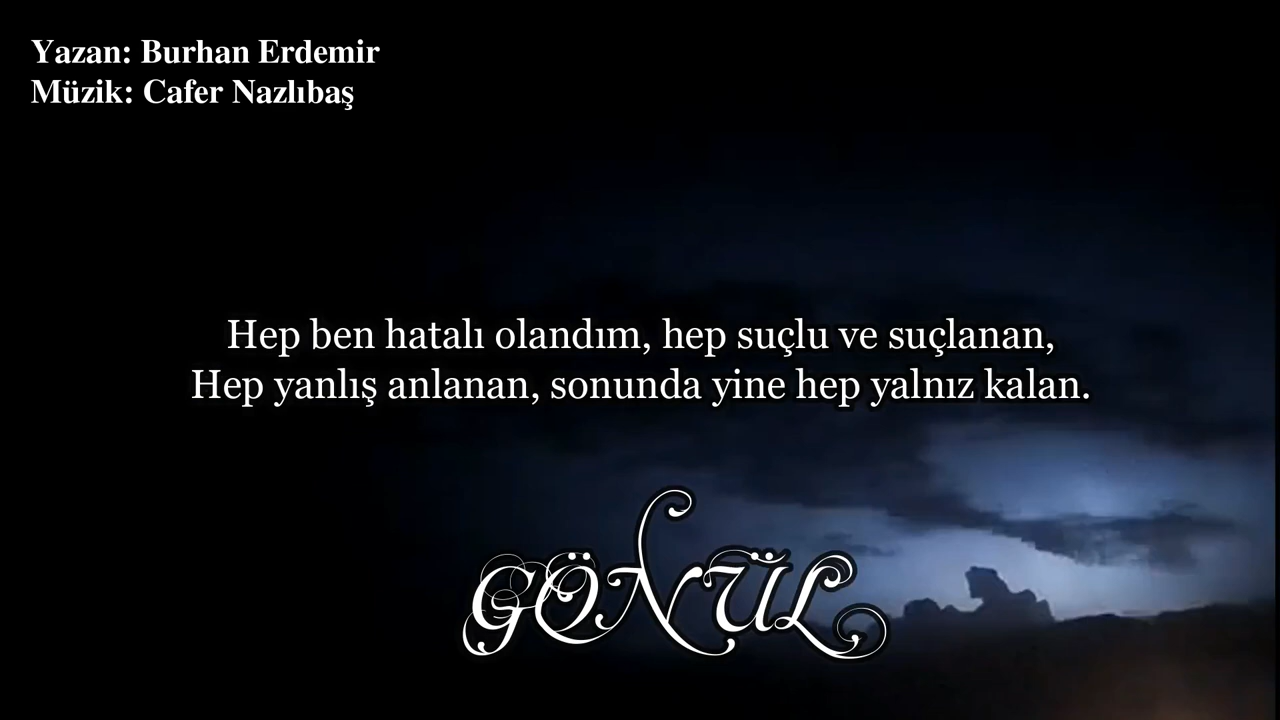 Yazan: Burhan Erdemir
Müzik: Cafer Nazlıbaş
Hep ben hatalı olandım, hep suçlu ve suçlanan,
Hep yanlış anlanan, sonunda yine hep yalnız kalan.
GÖNÜL